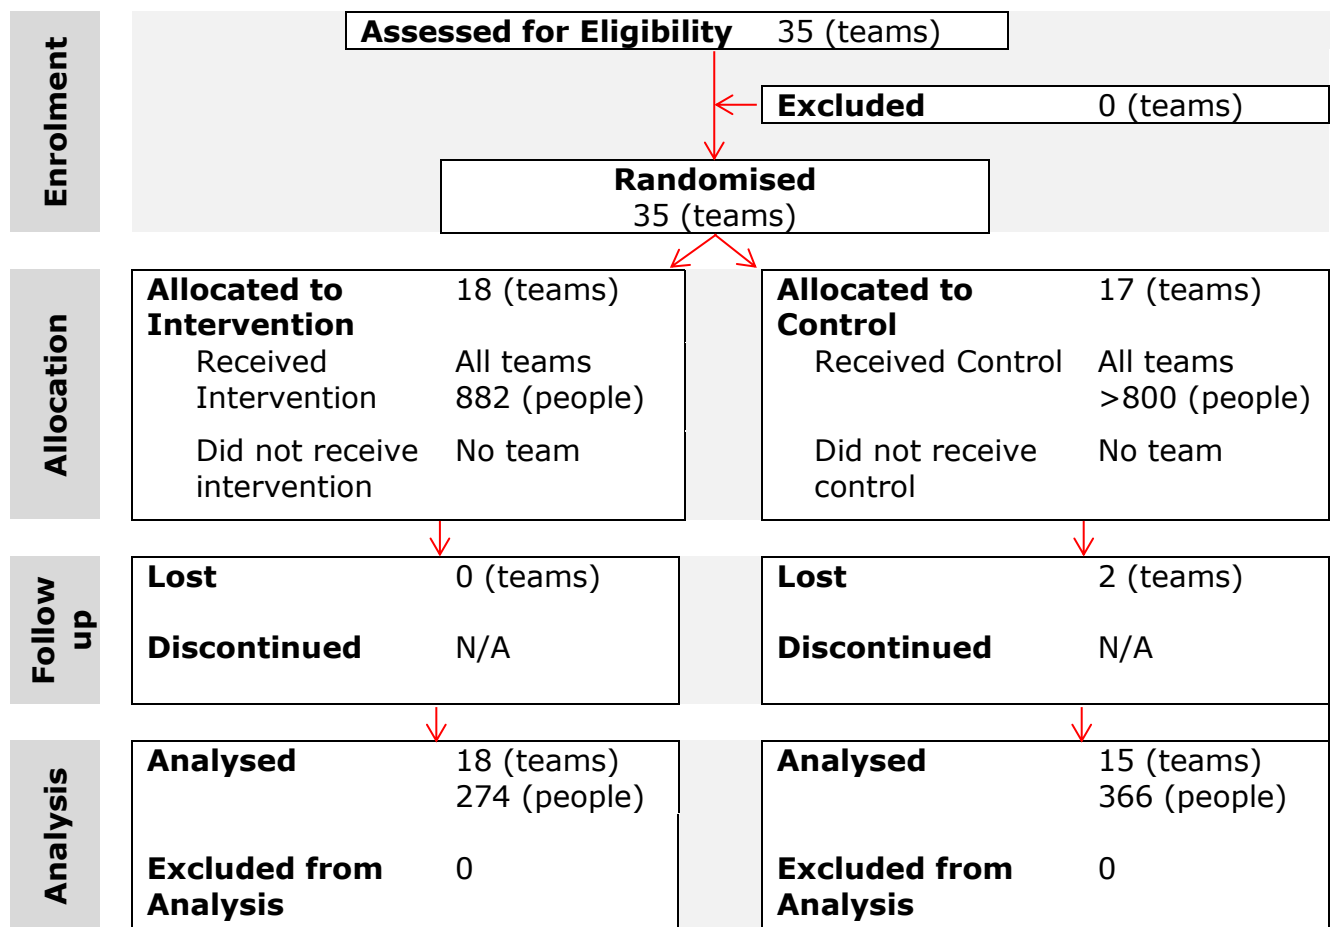 Enrolment
Assessed for Eligibility 35 (teams)
Excluded 0 (teams)
Randomised
35 (teams)
Allocation
Allocated to 18 (teams)
Intervention
Received All teams
Intervention 882 (people)
Did not receive No team
intervention
Allocated to 17 (teams)
Control
Received Control All teams
>800 (people)
Did not receive No team
control
Follow
up
Lost 0 (teams)
Discontinued N/A
Lost 2 (teams)
Discontinued N/A
Analysis
Analysed 18 (teams)
274 (people)
Excluded from 0
Analysis
Analysed 15 (teams)
366 (people)
Excluded from 0
Analysis